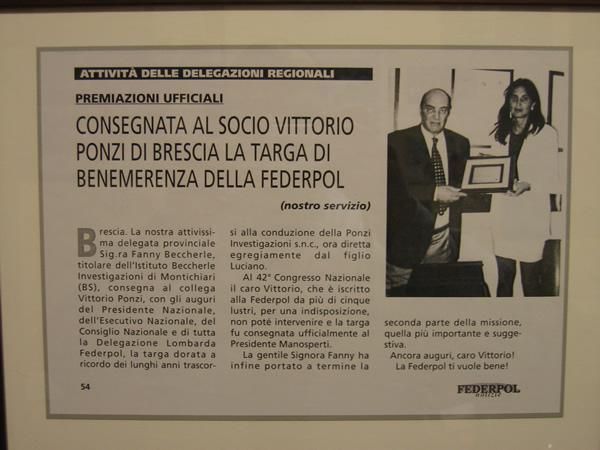 ATTIVITÀ DELLE DELEGAZIONI REGIONALI
PREMIAZIONI UFFICIALI
CONSEGNATA AL SOCIO VITTORIO
PONZI DI BRESCIA LA TARGA DI
BENEMERENZA DELLA FEDERPOL
(nostro servizio)
Brescia. La nostra attivissi-
ma delegata provinciale
Sig.ra Fanny Beccherle,
titolare dell'Istituto Beccherle
Investigazioni di Montichiari
(BS), consegna al collega
Vittorio Ponzi, con gli auguri
del Presidente Nazionale,
dell'Esecutivo Nazionale, del
Consiglio Nazionale e di tutta
la Delegazione Lombarda
Federpol, la targa dorata a
ricordo dei lunghi anni trascor-
si alla conduzione della Ponzi
Investigazioni s.n.c., ora diretta
egregiamente dal figlio
Luciano.
Al 42° Congresso Nazionale
il caro Vittorio, che è iscritto
alla Federpol da più di cinque
lustri, per una indisposizione,
non poté intervenire e la targa
fu consegnata ufficialmente al
Presidente Manosperti.
La gentile Signora Fanny ha
infine portato a termine la
seconda parte della missione,
quella più importante e sugge-
stiva.
Ancora auguri, caro Vittorio!
La Federpol ti vuole bene!
54
FEDERPOL
notizie